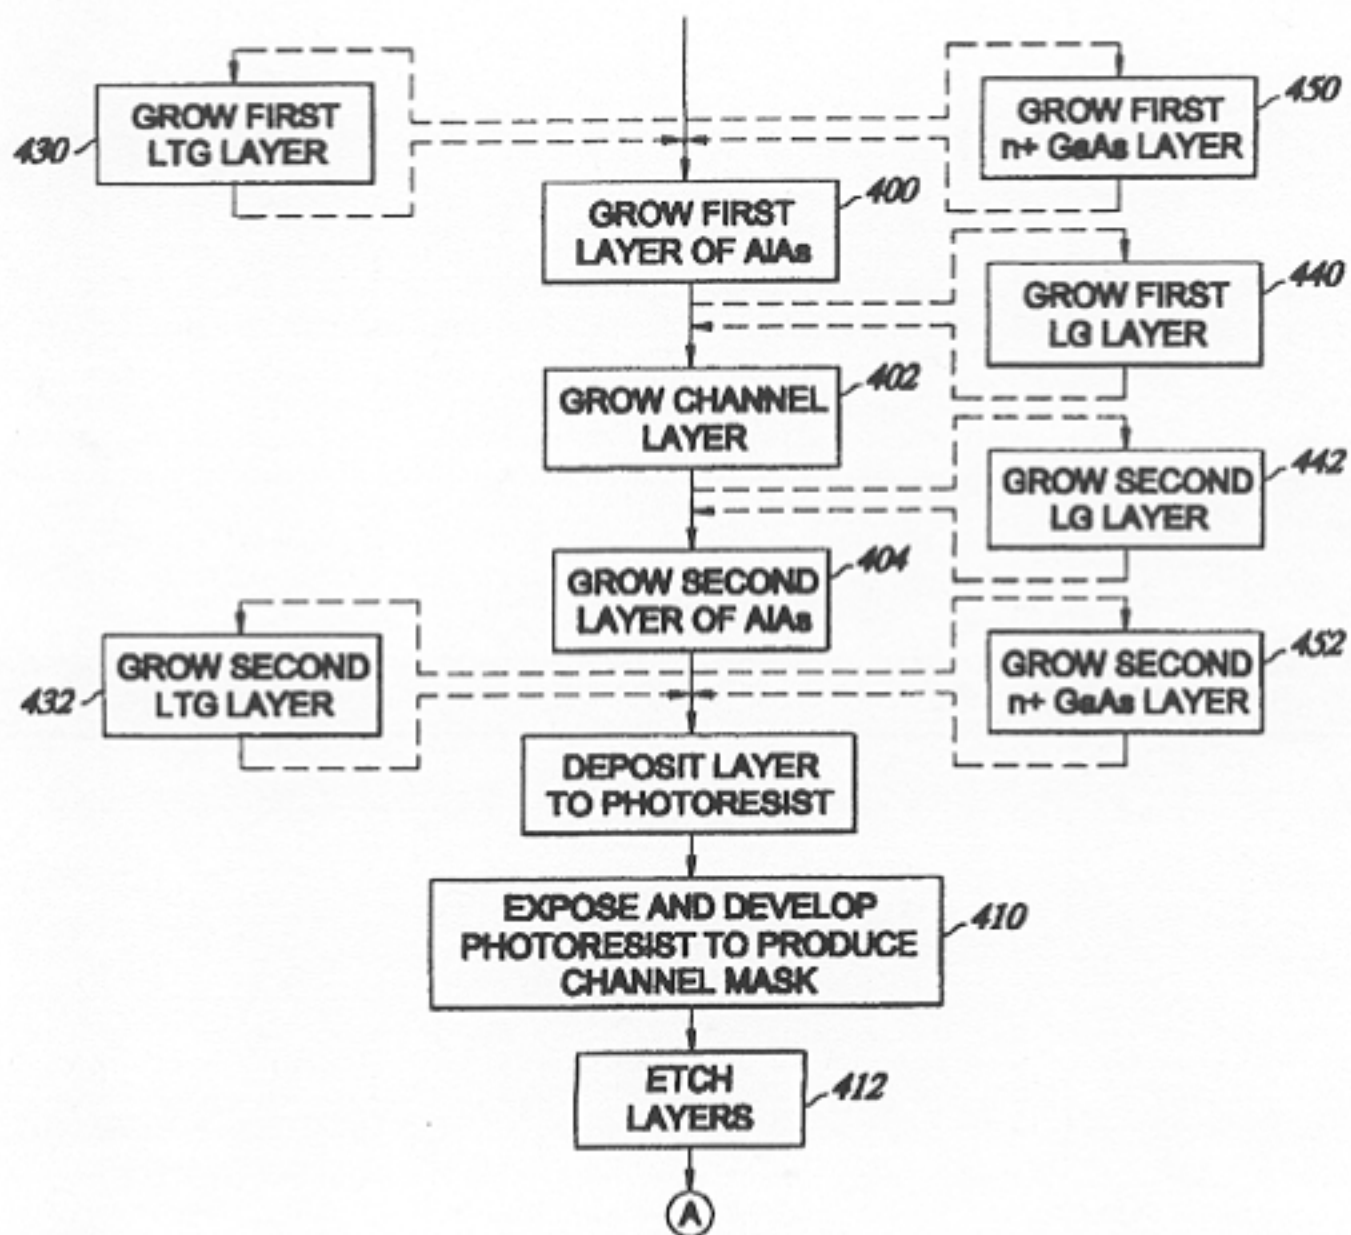 GROW FIRST
LTG LAYER
430
GROW FIRST
n+ GaAs LAYER
450
GROW FIRST
LAYER OF AlAs
400
GROW FIRST
LG LAYER
440
GROW CHANNEL
LAYER
402
GROW SECOND
LG LAYER
442
GROW SECOND
LAYER OF AlAs
404
GROW SECOND
LTG LAYER
432
GROW SECOND
n+ GaAs LAYER
452
DEPOSIT LAYER
TO PHOTORESIST
EXPOSE AND DEVELOP
PHOTORESIST TO PRODUCE
CHANNEL MASK
410
ETCH
LAYERS
412
A